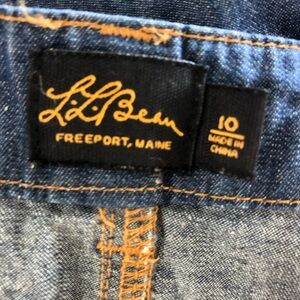 L.L.Bean
FREEPORT, MAINE
10
MADE IN
CHINA